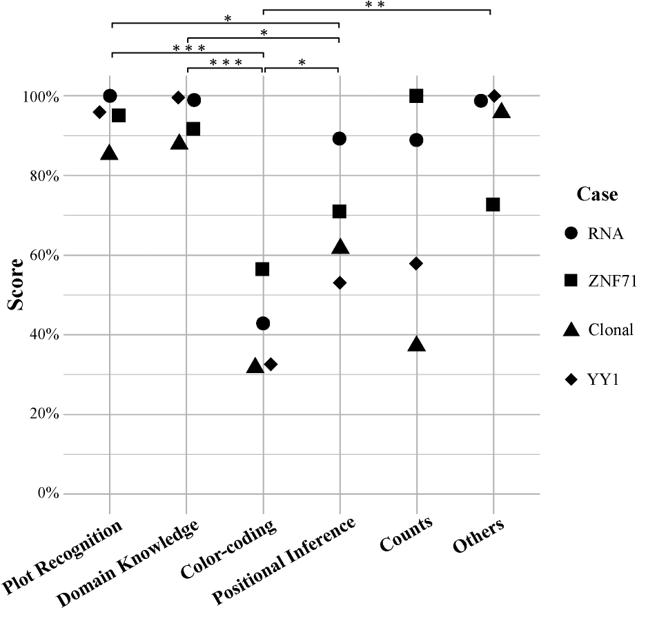 **
*
*
***
*** *
100%
80%
60%
40%
20%
0%
Score
Plot Recognition
Domain Knowledge
Color-coding
Positional Inference
Counts
Others
Case
RNA
ZNF71
Clonal
YY1